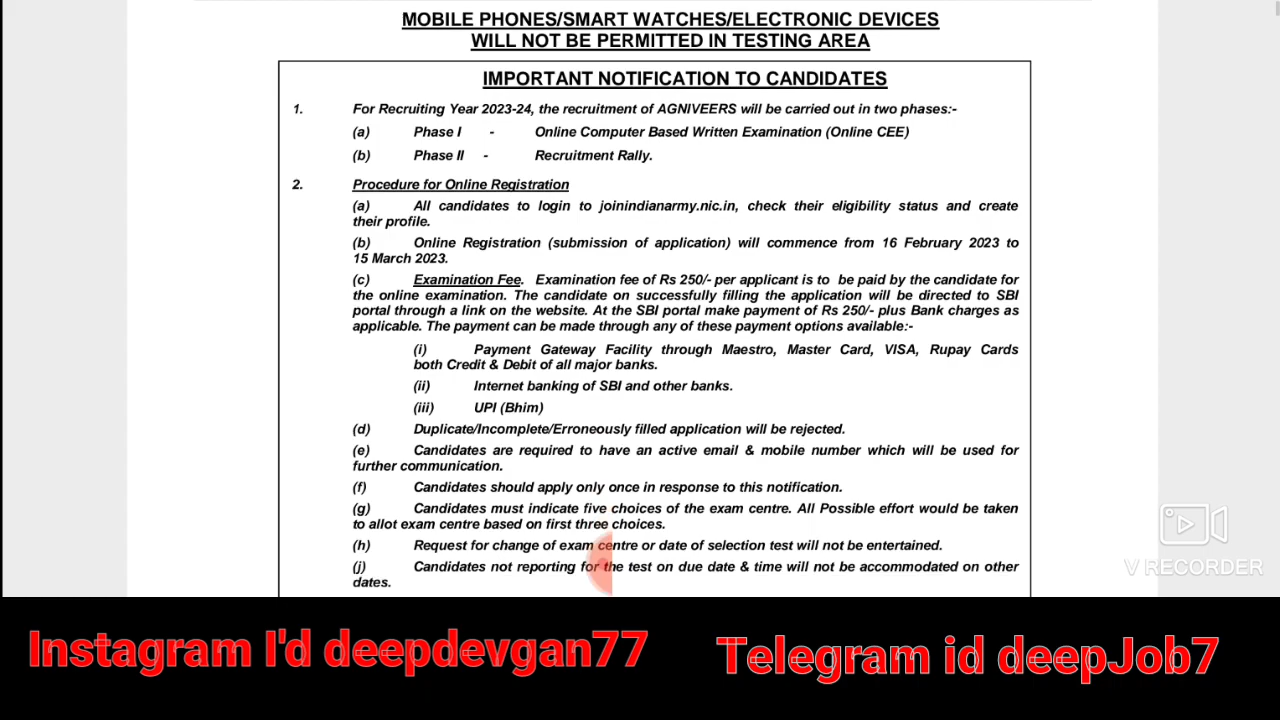 MOBILE PHONES/SMART WATCHES/ELECTRONIC DEVICES
WILL NOT BE PERMITTED IN TESTING AREA
IMPORTANT NOTIFICATION TO CANDIDATES
1. For Recruiting Year 2023-24, the recruitment of AGNIVEERS will be carried out in two phases:-
(a) Phase I - Online Computer Based Written Examination (Online CEE)
(b) Phase II - Recruitment Rally.
2. Procedure for Online Registration
(a) All candidates to login to joinindianarmy.nic.in, check their eligibility status and create
their profile.
(b) Online Registration (submission of application) will commence from 16 February 2023 to
15 March 2023.
(c) Examination Fee. Examination fee of Rs 250/- per applicant is to be paid by the candidate for
the online examination. The candidate on successfully filling the application will be directed to SBI
portal through a link on the website. At the SBI portal make payment of Rs 250/- plus Bank charges as
applicable. The payment can be made through any of these payment options available:-
(i) Payment Gateway Facility through Maestro, Master Card, VISA, Rupay Cards
both Credit & Debit of all major banks.
(ii) Internet banking of SBI and other banks.
(iii) UPI (Bhim)
(d) Duplicate/Incomplete/Erroneously filled application will be rejected.
(e) Candidates are required to have an active email & mobile number which will be used for
further communication.
(f) Candidates should apply only once in response to this notification.
(g) Candidates must indicate five choices of the exam centre. All Possible effort would be taken
to allot exam centre based on first three choices.
(h) Request for change of exam centre or date of selection test will not be entertained.
(j) Candidates not reporting for the test on due date & time will not be accommodated on other
dates.
V RECORDER
Instagram I'd deepdevgan77
Telegram id deepJob7